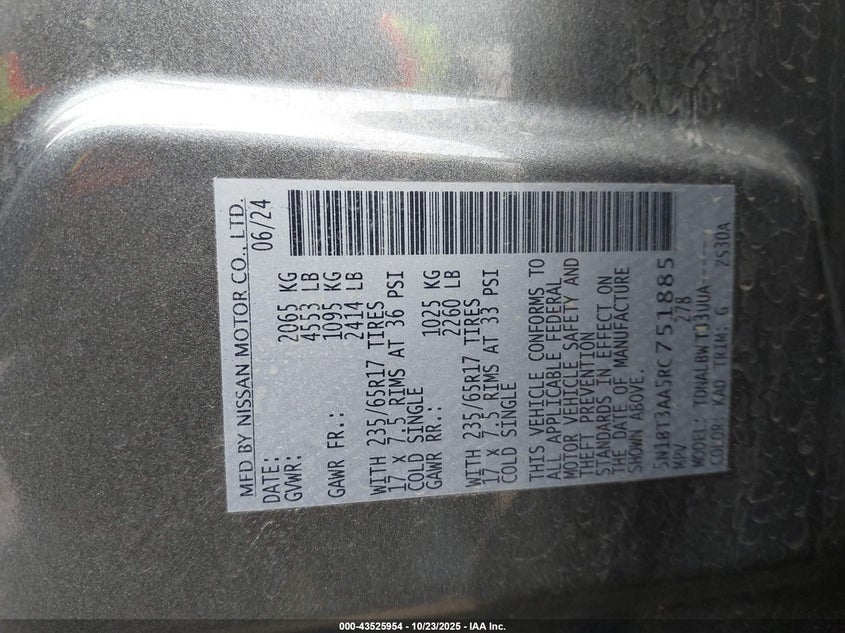 MFD BY NISSAN MOTOR CO., LTD.
DATE: 06/24
GVWR: 2065 KG
4553 LB
GAWR FR.: 1095 KG
2414 LB
WITH 235/65R17 TIRES
17 X 7.5 RIMS AT 36 PSI
COLD SINGLE
GAWR RR.: 1025 KG
2260 LB
WITH 235/65R17 TIRES
17 X 7.5 RIMS AT 33 PSI
COLD SINGLE
THIS VEHICLE CONFORMS TO
ALL APPLICABLE FEDERAL
MOTOR VEHICLE SAFETY AND
THEFT PREVENTION
STANDARDS IN EFFECT ON
THE DATE OF MANUFACTURE
SHOWN ABOVE.
5N1BT3AA5RC751885
MPV 278
MODEL:
COLOR: KAD TRIM: G ZS30A
000-43525954 - 10/23/2025 - IAA Inc.